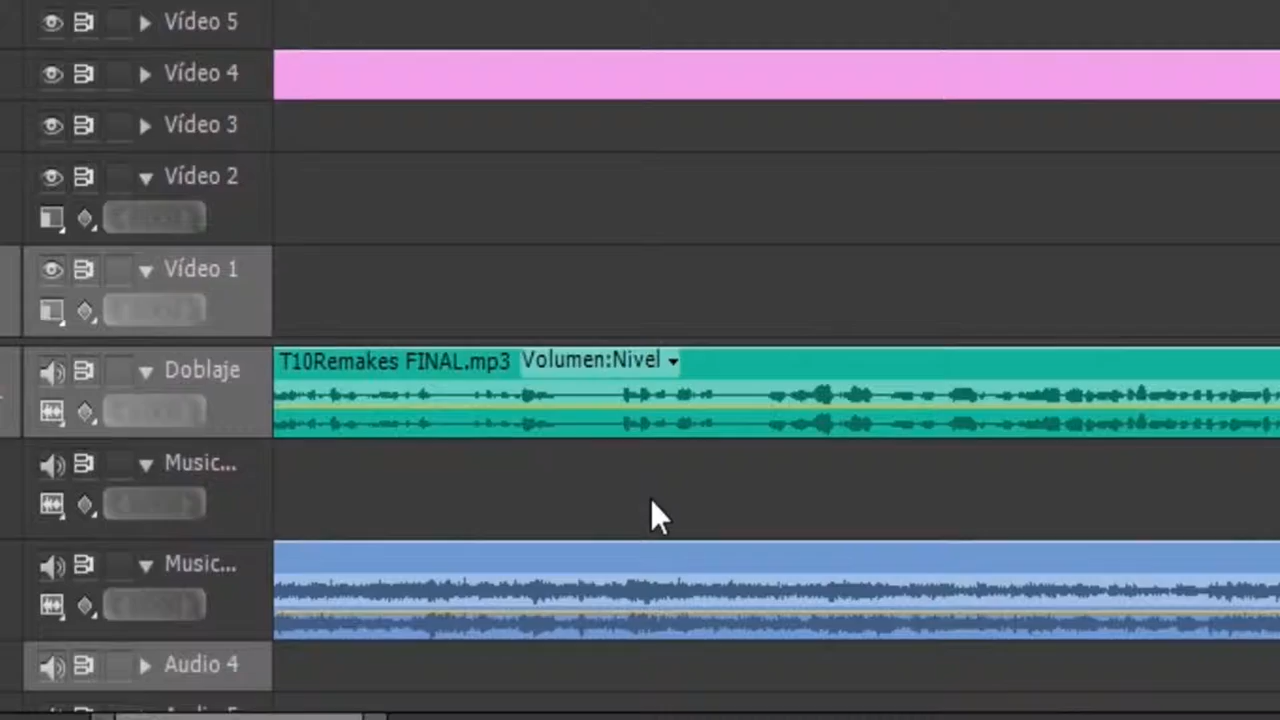 Vídeo 5
Vídeo 4
Vídeo 3
Vídeo 2
Vídeo 1
Doblaje
T10Remakes FINAL.mp3 Volumen:Nivel
Music...
Music...
Audio 4